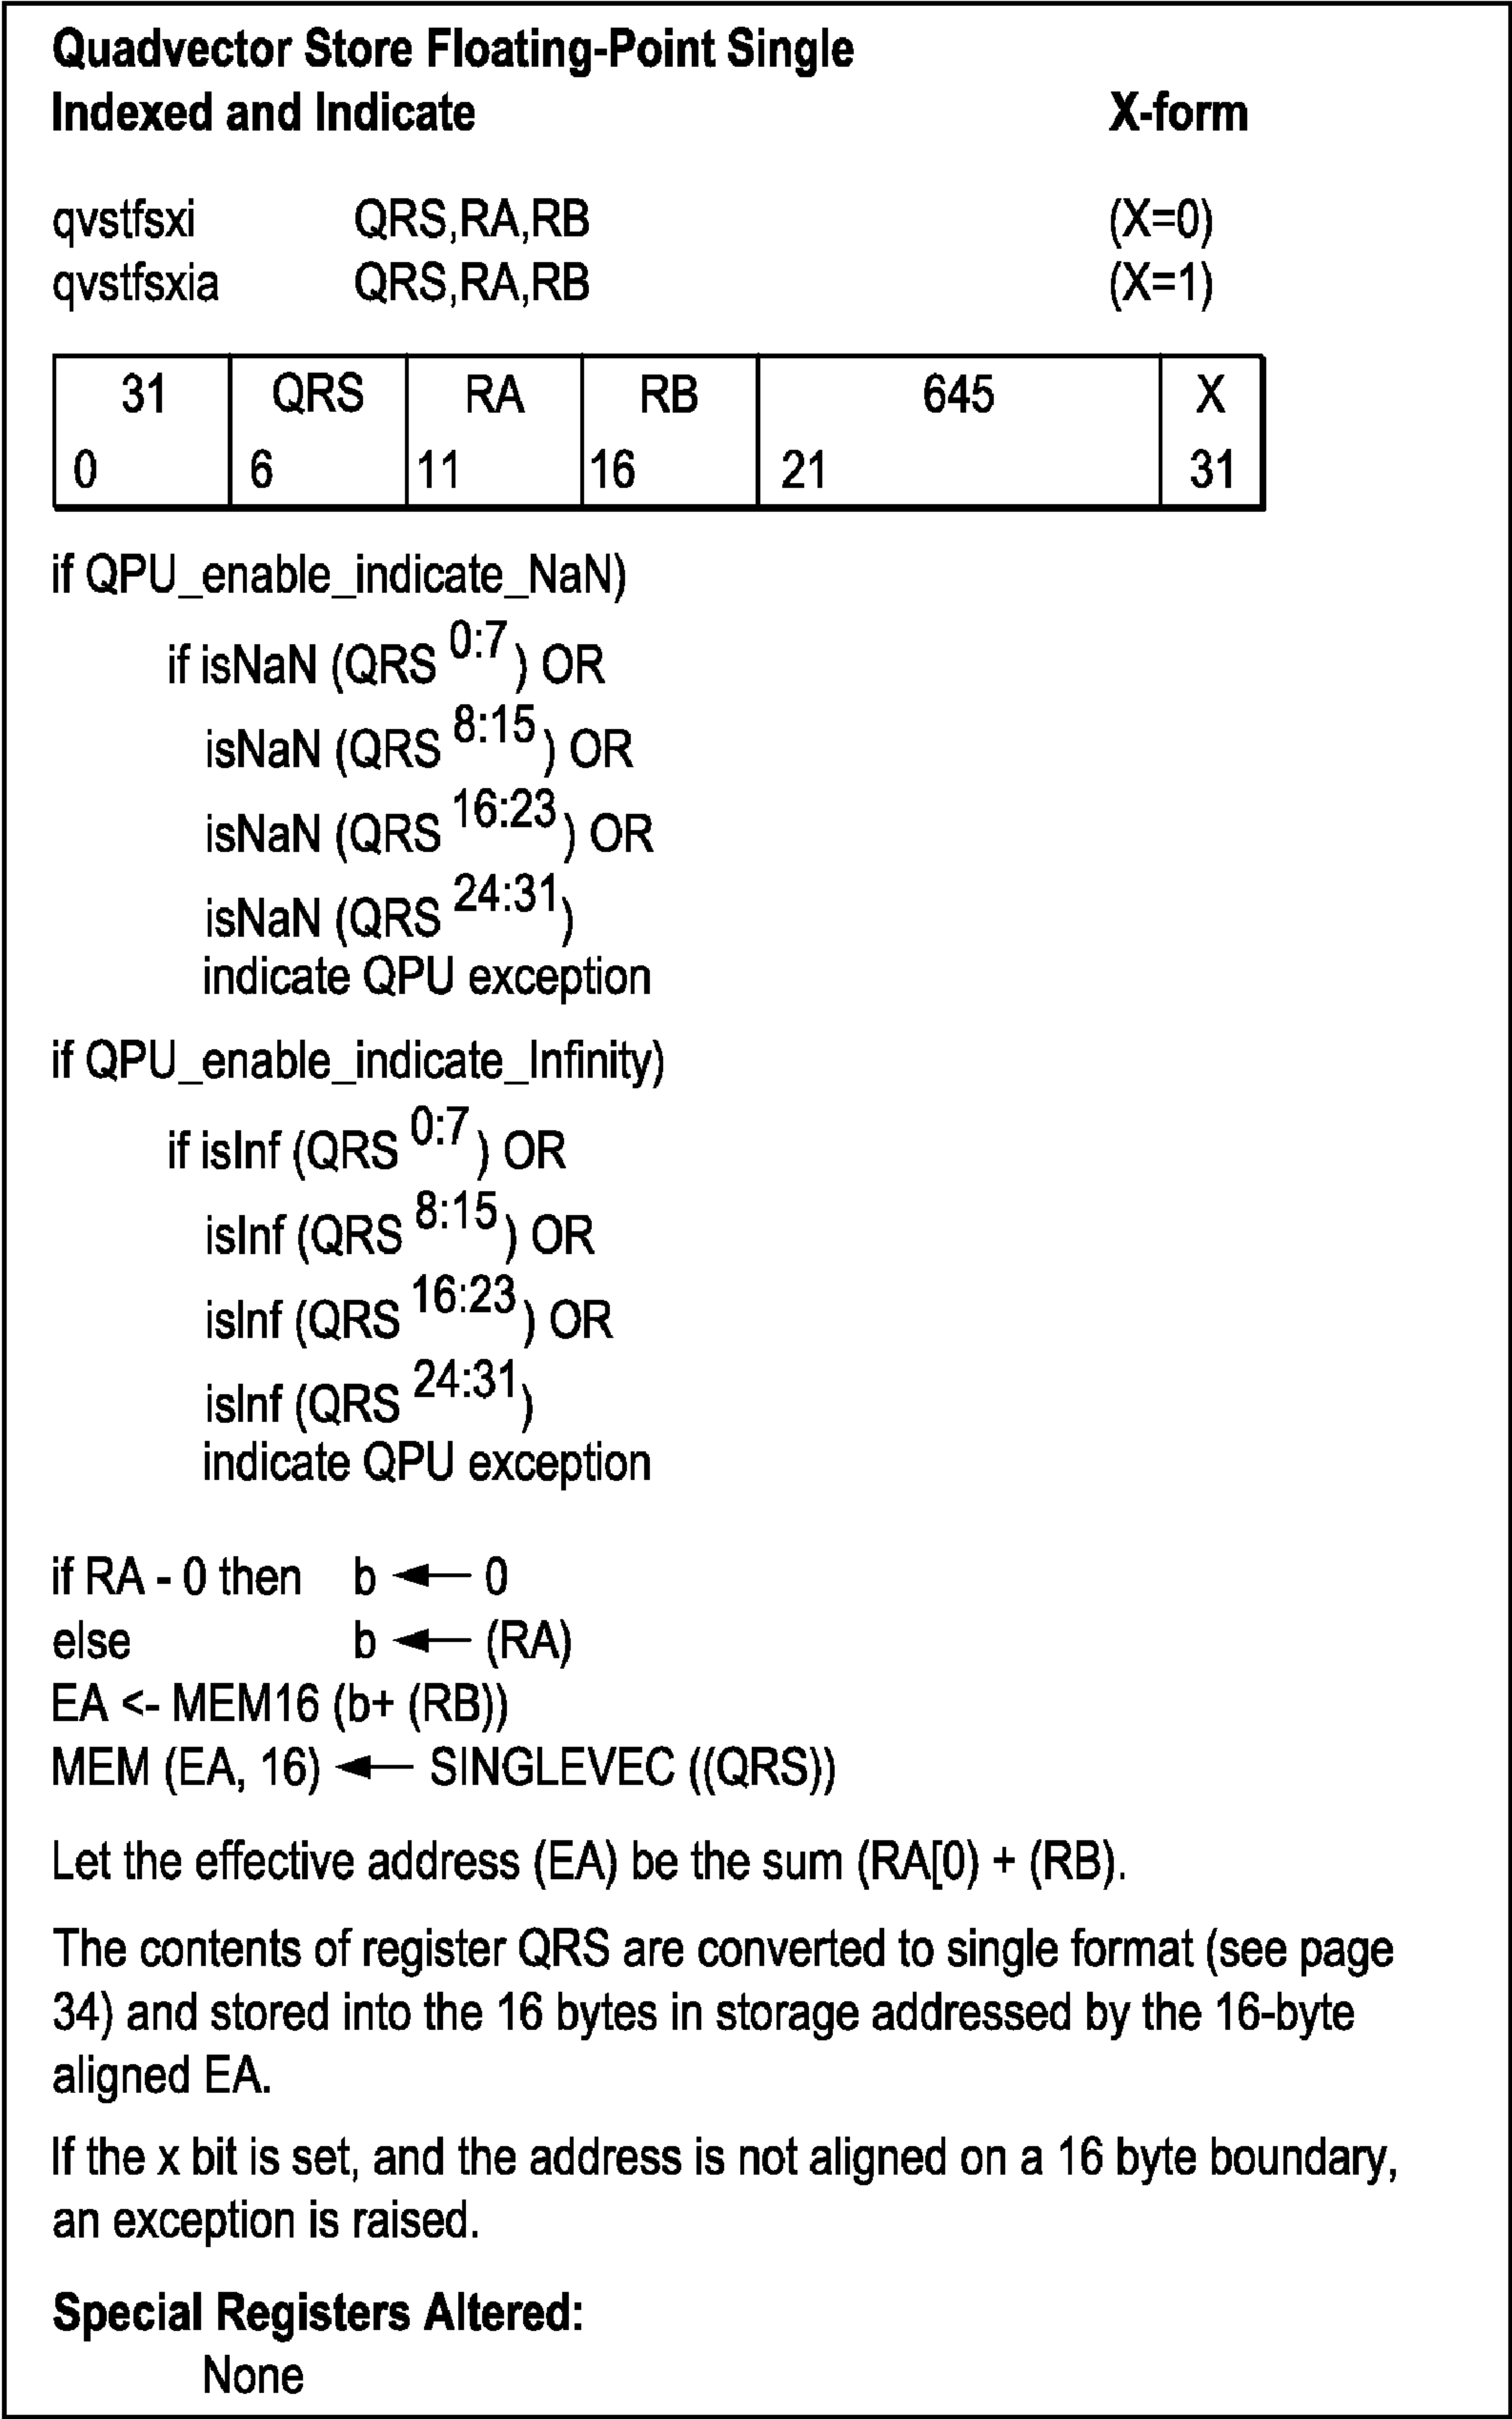 Quadvector Store Floating-Point Single
Indexed and Indicate X-form
qvstfsxi QRS,RA,RB (X=0)
qvstfsxia QRS,RA,RB (X=1)
31 QRS RA RB 645 X
0 6 11 16 21 31
if QPU_enable_indicate_NaN)
if isNaN (QRS 0:7) OR
isNaN (QRS 8:15) OR
isNaN (QRS 16:23) OR
isNaN (QRS 24:31)
indicate QPU exception
if QPU_enable_indicate_Infinity)
if isInf (QRS 0:7) OR
isInf (QRS 8:15) OR
isInf (QRS 16:23) OR
isInf (QRS 24:31)
indicate QPU exception
if RA - 0 then b ← 0
else b ← (RA)
EA <- MEM16 (b+ (RB))
MEM (EA, 16) ← SINGLEVEC ((QRS))
Let the effective address (EA) be the sum (RA[0) + (RB).
The contents of register QRS are converted to single format (see page
34) and stored into the 16 bytes in storage addressed by the 16-byte
aligned EA.
If the x bit is set, and the address is not aligned on a 16 byte boundary,
an exception is raised.
Special Registers Altered:
None